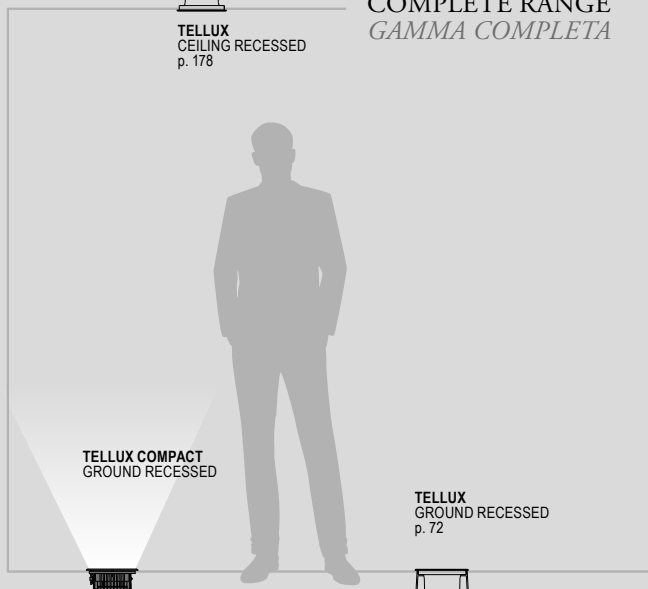 COMPLETE RANGE
GAMMA COMPLETA
TELLUX
CEILING RECESSED
p. 178
TELLUX COMPACT
GROUND RECESSED
TELLUX
GROUND RECESSED
p. 72